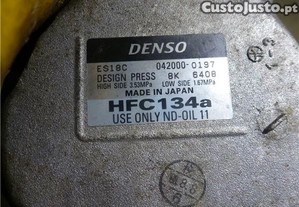 CustoJusto.pt
DENSO
ES18C 042000-0197
DESIGN PRESS 8K 6408
HIGH SIDE 3.53MPa LOW SIDE 1.67MPa
MADE IN JAPAN
HFC134a
USE ONLY ND-OIL 11